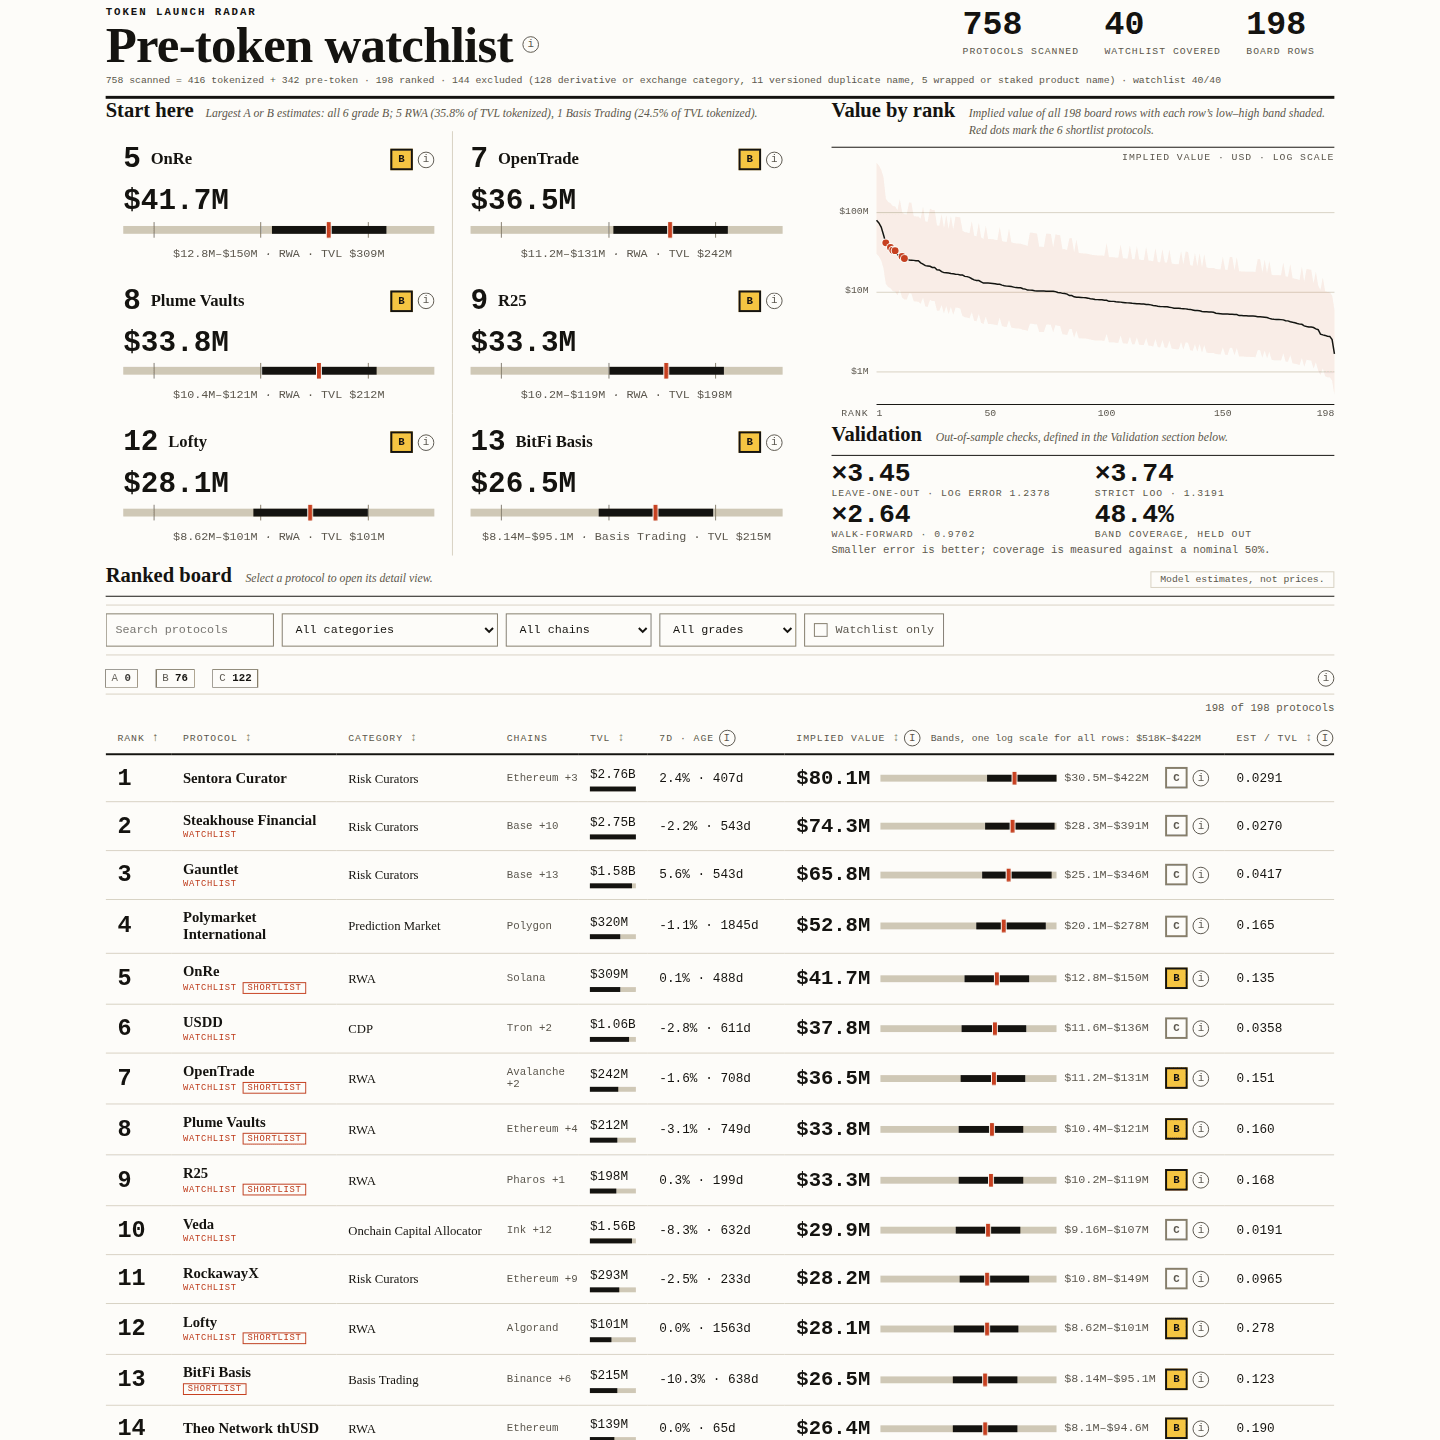 TOKEN LAUNCH RADAR
Pre-token watchlist i
758
PROTOCOLS SCANNED
40
WATCHLIST COVERED
198
BOARD ROWS
758 scanned = 416 tokenized + 342 pre-token · 198 ranked · 144 excluded (128 derivative or exchange category, 11 versioned duplicate name, 5 wrapped or staked product name) · watchlist 40/40
Start here Largest A or B estimates: all 6 grade B; 5 RWA (35.8% of TVL tokenized), 1 Basis Trading (24.5% of TVL tokenized).
5 OnRe B i
$41.7M
$12.8M–$150M · RWA · TVL $309M
7 OpenTrade B i
$36.5M
$11.2M–$131M · RWA · TVL $242M
8 Plume Vaults B i
$33.8M
$10.4M–$121M · RWA · TVL $212M
9 R25 B i
$33.3M
$10.2M–$119M · RWA · TVL $198M
12 Lofty B i
$28.1M
$8.62M–$101M · RWA · TVL $101M
13 BitFi Basis B i
$26.5M
$8.14M–$95.1M · Basis Trading · TVL $215M
Value by rank Implied value of all 198 board rows with each row's low–high band shaded.
Red dots mark the 6 shortlist protocols.
IMPLIED VALUE · USD · LOG SCALE
$100M
$10M
$1M
RANK 1 50 100 150 198
Validation Out-of-sample checks, defined in the Validation section below.
×3.45
LEAVE-ONE-OUT · LOG ERROR 1.2378
×3.74
STRICT LOO · 1.3191
×2.64
WALK-FORWARD · 0.9702
48.4%
BAND COVERAGE, HELD OUT
Smaller error is better; coverage is measured against a nominal 50%.
Ranked board Select a protocol to open its detail view.
Model estimates, not prices.
Search protocols All categories All chains All grades Watchlist only
A 0 B 76 C 122 i
198 of 198 protocols
RANK ↑ PROTOCOL ↕ CATEGORY ↕ CHAINS TVL ↕ 7D · AGE I IMPLIED VALUE ↕ I Bands, one log scale for all rows: $518K–$422M EST / TVL ↕ I
1 Sentora Curator Risk Curators Ethereum +3 $2.76B 2.4% · 407d $80.1M $30.5M–$422M C i 0.0291
2 Steakhouse Financial Risk Curators Base +10 $2.75B -2.2% · 543d $74.3M $28.3M–$391M C i 0.0270
WATCHLIST
3 Gauntlet Risk Curators Base +13 $1.58B 5.6% · 543d $65.8M $25.1M–$346M C i 0.0417
WATCHLIST
4 Polymarket International Prediction Market Polygon $320M -1.1% · 1845d $52.8M $20.1M–$278M C i 0.165
5 OnRe RWA Solana $309M 0.1% · 488d $41.7M $12.8M–$150M B i 0.135
WATCHLIST SHORTLIST
6 USDD CDP Tron +2 $1.06B -2.8% · 611d $37.8M $11.6M–$136M C i 0.0358
WATCHLIST
7 OpenTrade RWA Avalanche +2 $242M -1.6% · 708d $36.5M $11.2M–$131M B i 0.151
WATCHLIST SHORTLIST
8 Plume Vaults RWA Ethereum +4 $212M -3.1% · 749d $33.8M $10.4M–$121M B i 0.160
WATCHLIST SHORTLIST
9 R25 RWA Pharos +1 $198M 0.3% · 199d $33.3M $10.2M–$119M B i 0.168
WATCHLIST SHORTLIST
10 Veda Onchain Capital Allocator Ink +12 $1.56B -8.3% · 632d $29.9M $9.16M–$107M C i 0.0191
WATCHLIST
11 RockawayX Risk Curators Ethereum +9 $293M -2.5% · 233d $28.2M $10.8M–$149M C i 0.0965
WATCHLIST
12 Lofty RWA Algorand $101M 0.0% · 1563d $28.1M $8.62M–$101M B i 0.278
WATCHLIST SHORTLIST
13 BitFi Basis Basis Trading Binance +6 $215M -10.3% · 638d $26.5M $8.14M–$95.1M B i 0.123
SHORTLIST
14 Theo Network thUSD RWA Ethereum $139M 0.0% · 65d $26.4M $8.1M–$94.6M B i 0.190